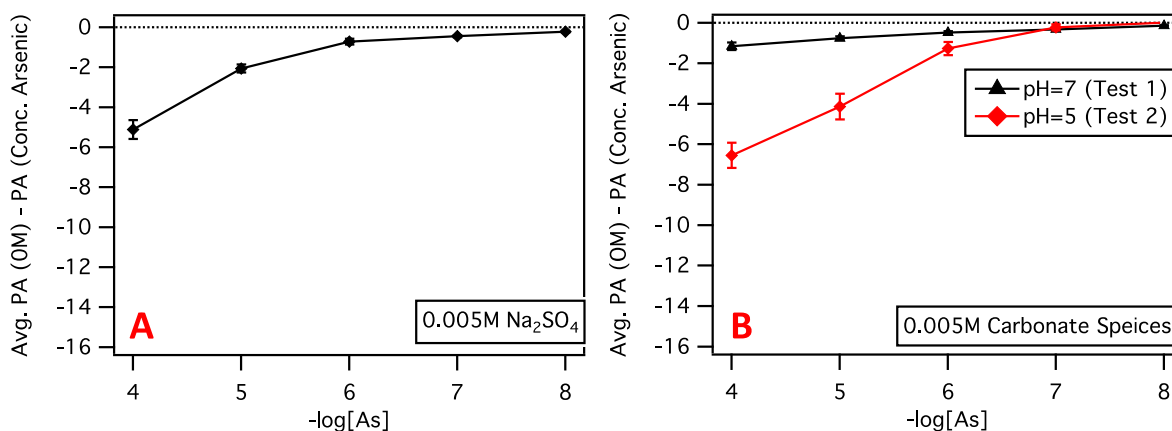 Avg. PA (0M) - PA (Conc. Arsenic)
0
-2
-4
-6
-8
-10
-12
-14
-16
A
0.005M Na₂SO₄
4 5 6 7 8
-log[As]
Avg. PA (0M) - PA (Conc. Arsenic)
0
-2
-4
-6
-8
-10
-12
-14
-16
pH=7 (Test 1)
pH=5 (Test 2)
B
0.005M Carbonate Speices
4 5 6 7 8
-log[As]